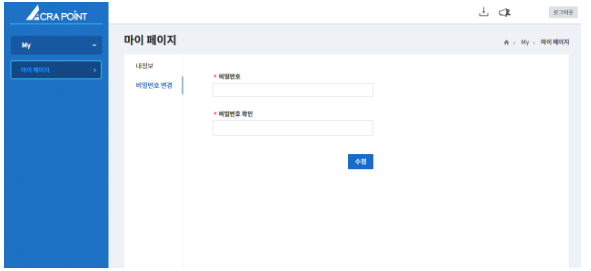 ACRA POINT
로그아웃
My
마이 페이지
마이 페이지
My
마이 페이지
내정보
비밀번호 변경
* 비밀번호
* 비밀번호 확인
수정